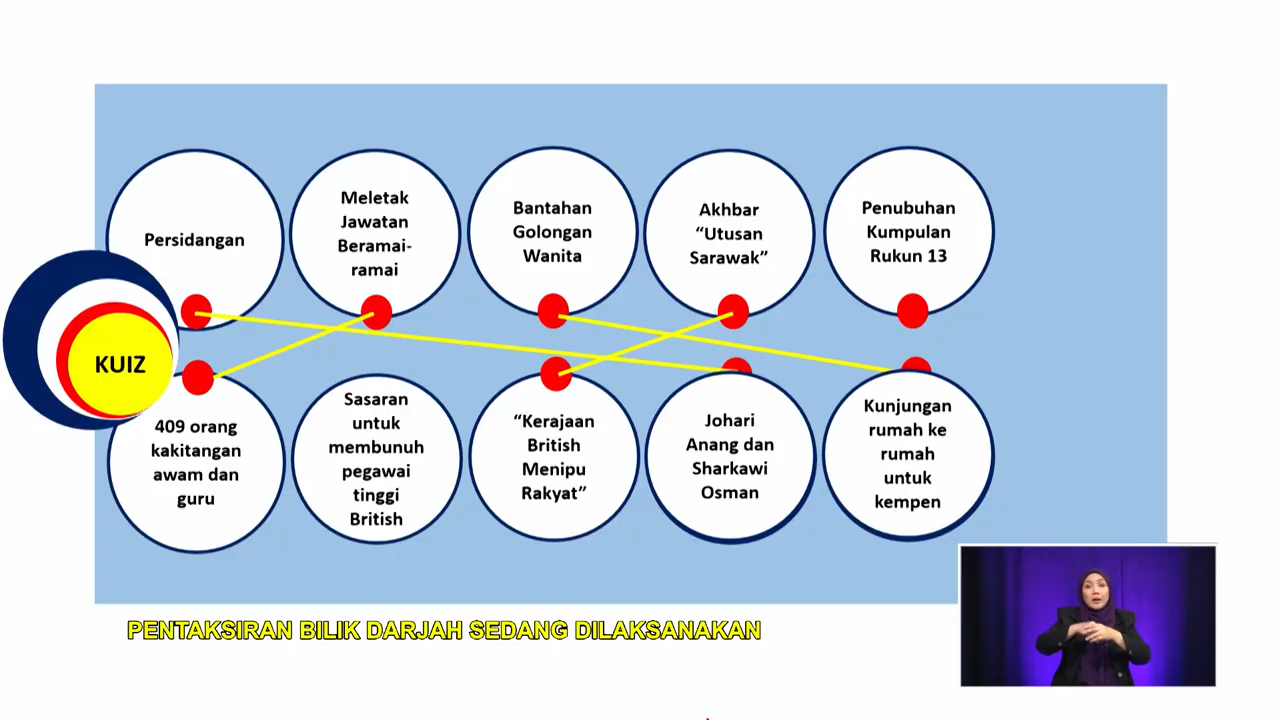 Persidangan
Meletak
Jawatan
Beramai-
ramai
Bantahan
Golongan
Wanita
Akhbar
“Utusan
Sarawak”
Penubuhan
Kumpulan
Rukun 13
KUIZ
409 orang
kakitangan
awam dan
guru
Sasaran
untuk
membunuh
pegawai
tinggi
British
“Kerajaan
British
Menipu
Rakyat”
Johari
Anang dan
Sharkawi
Osman
Kunjungan
rumah ke
rumah
untuk
kempen
PENTAKSIRAN BILIK DARJAH SEDANG DILAKSANAKAN